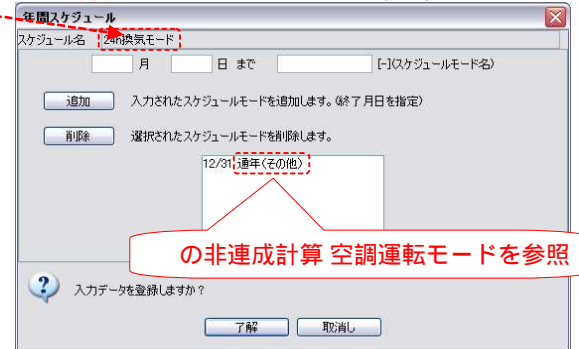 年間スケジュール
スケジュール名 24h換気モード
月 日 まで [-](スケジュールモード名)
追加 入力されたスケジュールモードを追加します。(終了月日を指定)
削除 選択されたスケジュールモードを削除します。
12/31 通年(その他)
の非連成計算 空調運転モードを参照
入力データを登録しますか?
了解 取消し